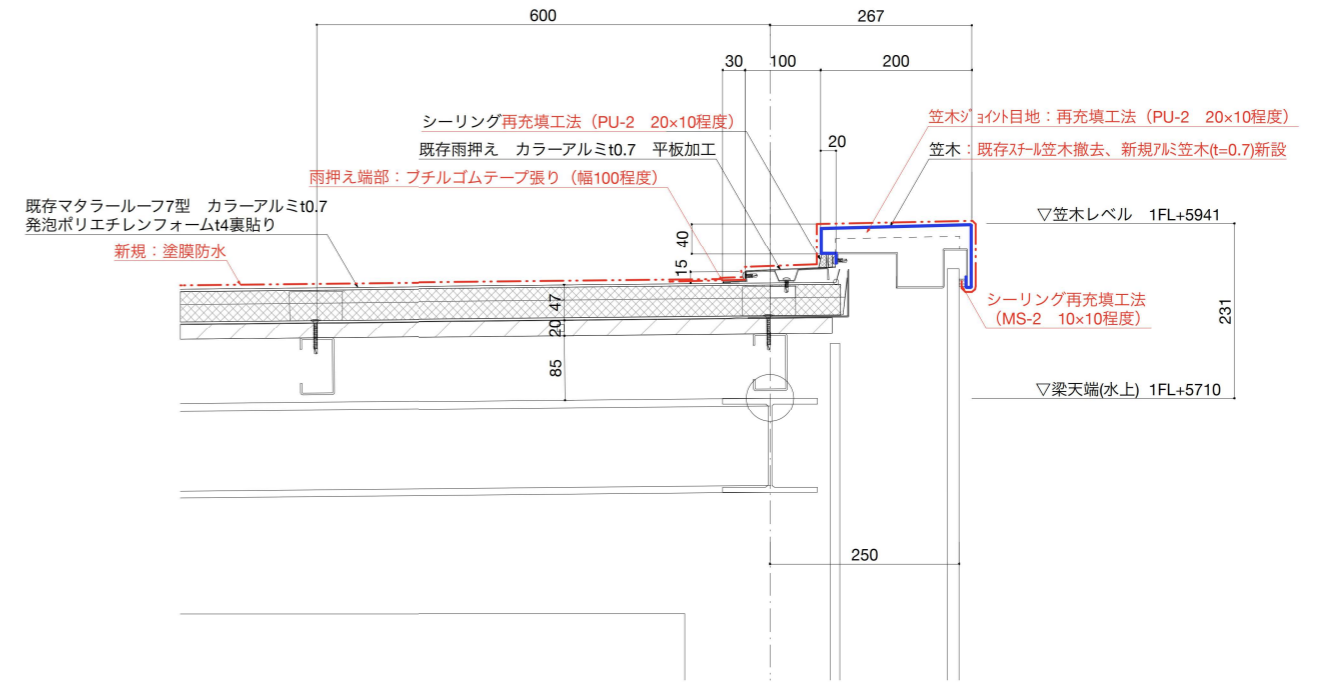 600
267
30
100
200
シーリング再充填工法（PU-2　20×10程度）
笠木ｼﾞｮｲﾝﾄ目地：再充填工法（PU-2　20×10程度）
20
既存雨押え　カラーアルミt0.7　平板加工
笠木：既存ｽﾁｰﾙ笠木撤去、新規ｱﾙﾐ笠木(t=0.7)新設
雨押え端部：ブチルゴムテープ張り（幅100程度）
既存マタラールーフ7型　カラーアルミt0.7
発泡ポリエチレンフォームt4裏貼り
▽笠木レベル　1FL+5941
新規：塗膜防水
40
15
シーリング再充填工法
（MS-2　10×10程度）
47
20
231
85
▽梁天端(水上)　1FL+5710
250